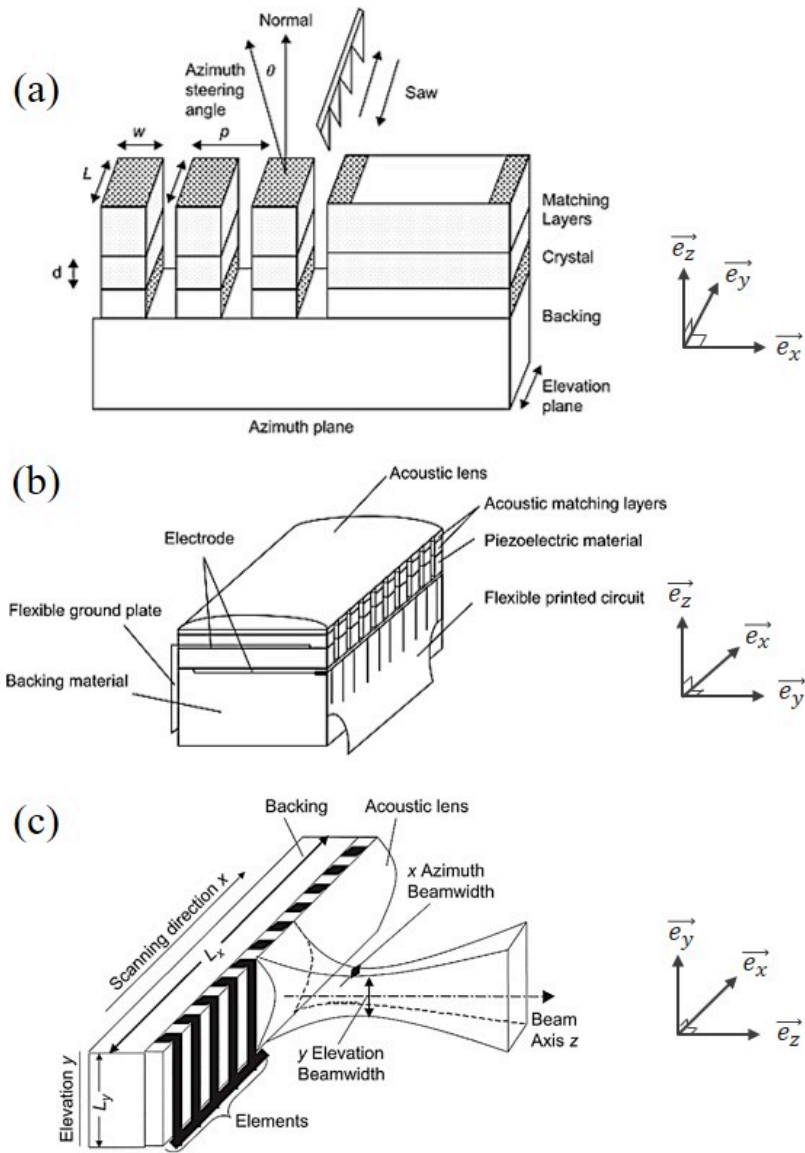 (a)
Normal
Azimuth
steering
angle
θ
Saw
w
p
L
d
Matching
Layers
Crystal
Backing
Elevation
plane
Azimuth plane
e_z
e_y
e_x
(b)
Acoustic lens
Acoustic matching layers
Electrode
Piezoelectric material
Flexible ground plate
Flexible printed circuit
Backing material
e_z
e_x
e_y
(c)
Backing
Acoustic lens
x Azimuth
Beamwidth
Scanning direction x
L_x
Beam
Axis z
y Elevation
Beamwidth
Elevation y
L_y
Elements
e_y
e_x
e_z